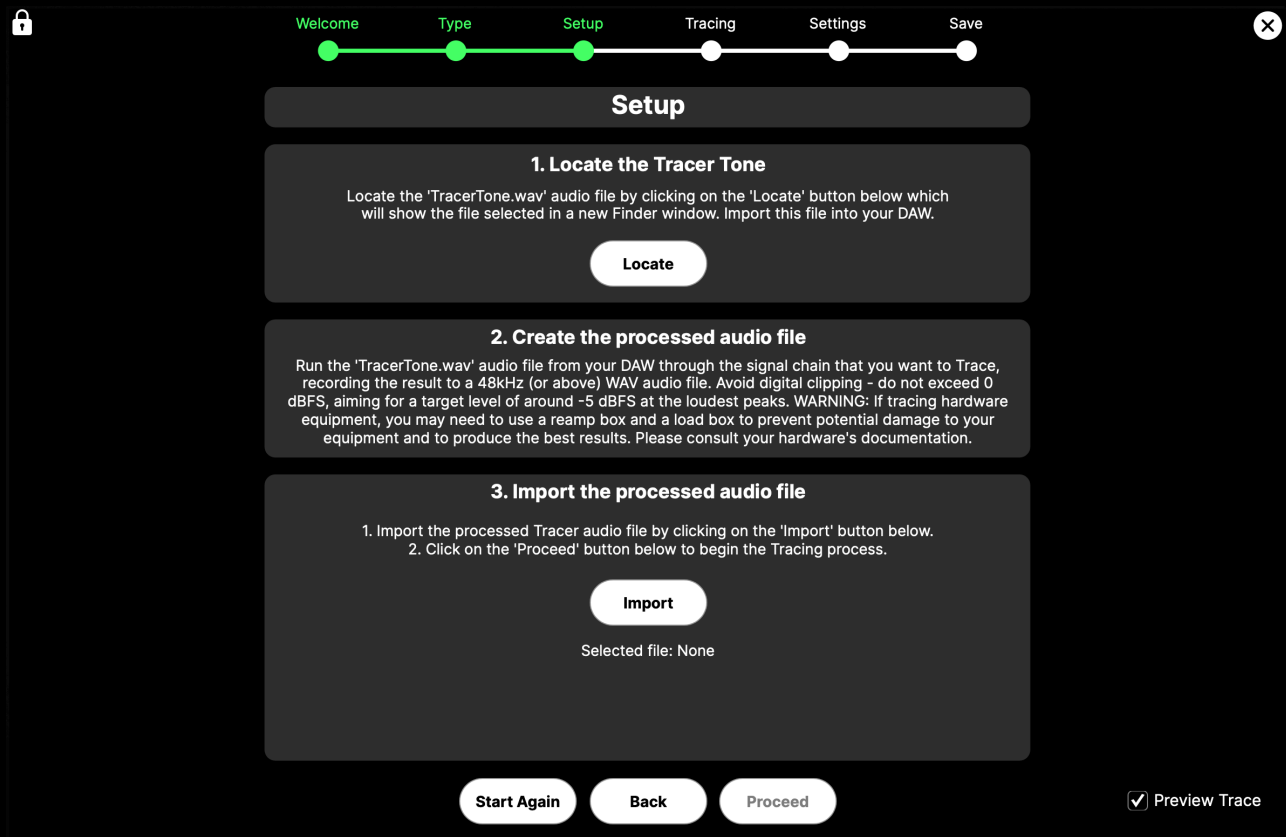 Welcome
Type
Setup
Tracing
Settings
Save
Setup
1. Locate the Tracer Tone
Locate the 'TracerTone.wav' audio file by clicking on the 'Locate' button below which
will show the file selected in a new Finder window. Import this file into your DAW.
Locate
2. Create the processed audio file
Run the 'TracerTone.wav' audio file from your DAW through the signal chain that you want to Trace,
recording the result to a 48kHz (or above) WAV audio file. Avoid digital clipping - do not exceed 0
dBFS, aiming for a target level of around -5 dBFS at the loudest peaks. WARNING: If tracing hardware
equipment, you may need to use a reamp box and a load box to prevent potential damage to your
equipment and to produce the best results. Please consult your hardware's documentation.
3. Import the processed audio file
1. Import the processed Tracer audio file by clicking on the 'Import' button below.
2. Click on the 'Proceed' button below to begin the Tracing process.
Import
Selected file: None
Start Again
Back
Proceed
Preview Trace